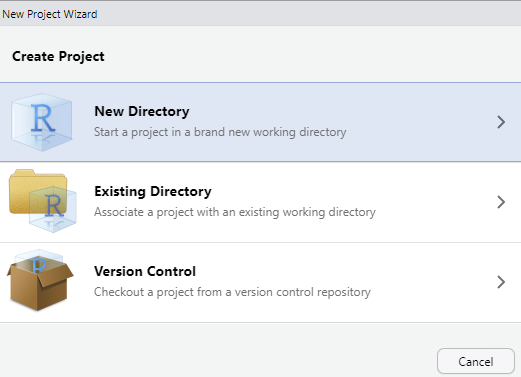 New Project Wizard
Create Project
R
New Directory
Start a project in a brand new working directory
R
Existing Directory
Associate a project with an existing working directory
R
Version Control
Checkout a project from a version control repository
Cancel